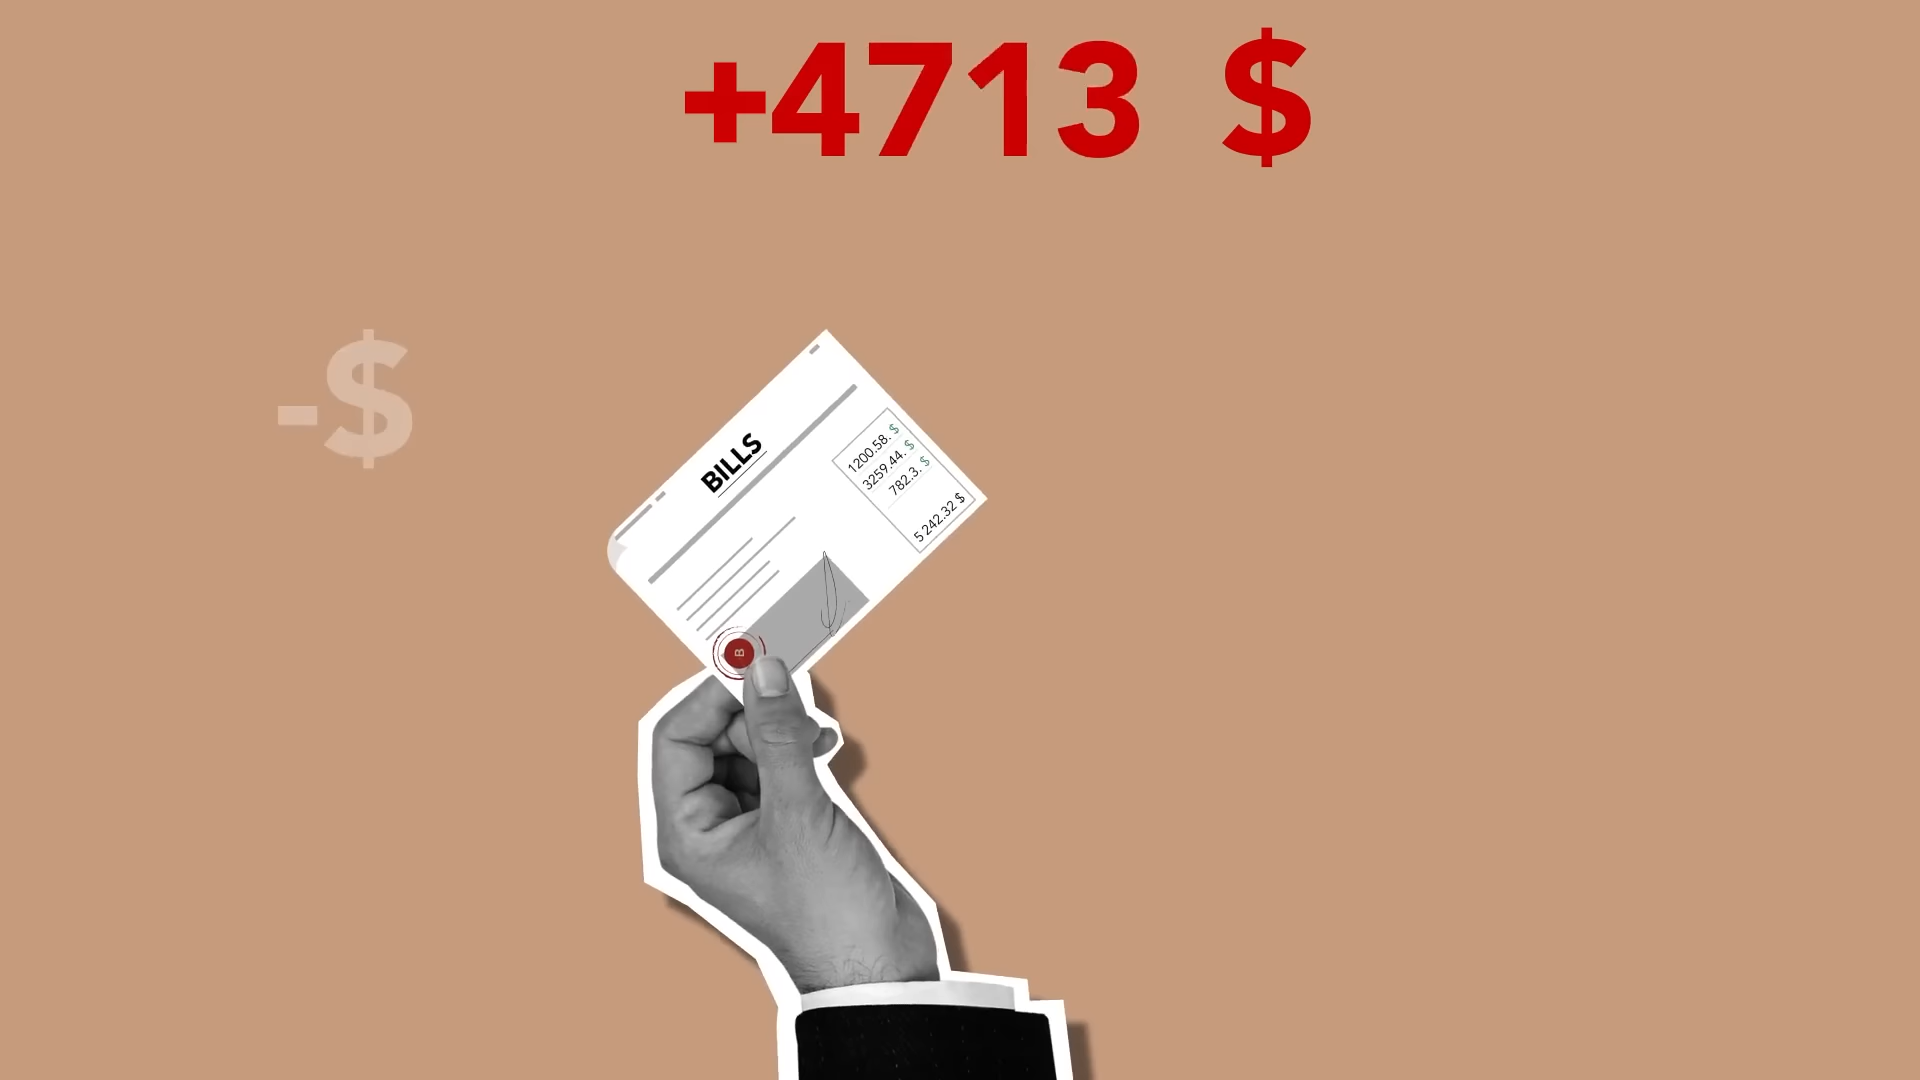 +4713 $
-$
BILLS
1200.58. $
3259.44. $
782.3. $
5 242.32 $
B